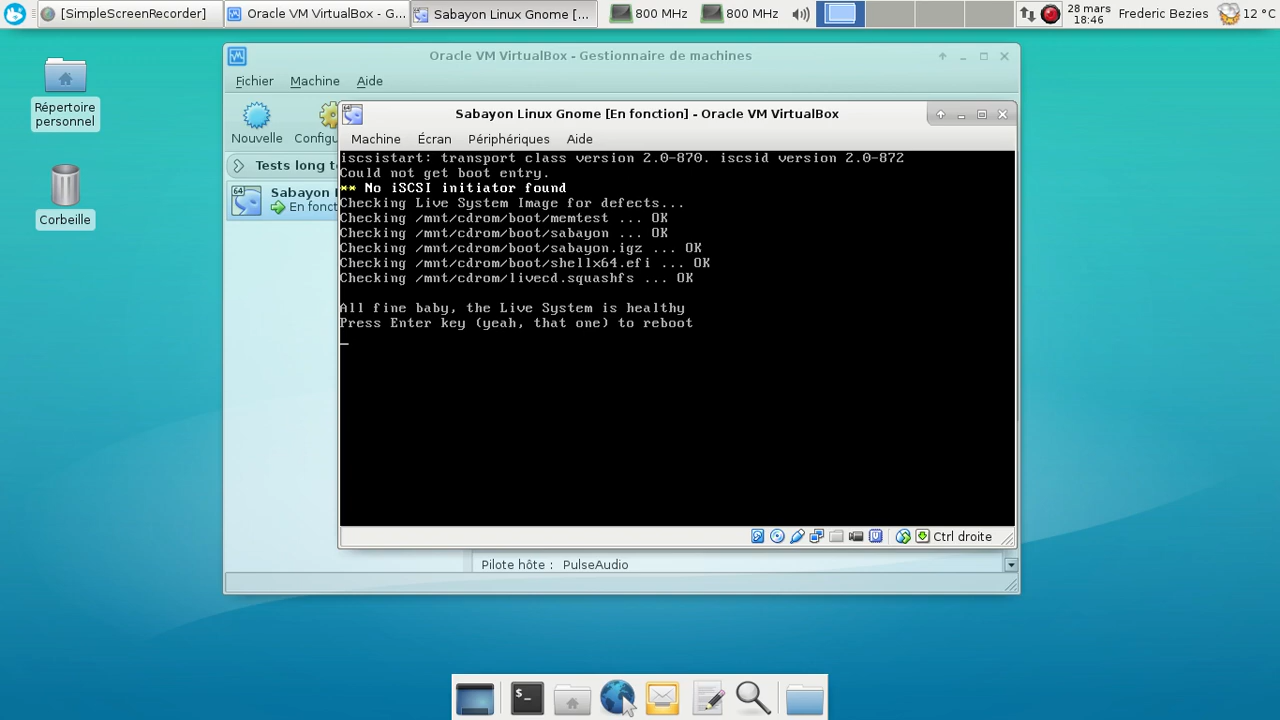 [SimpleScreenRecorder]
Oracle VM VirtualBox - G...
Sabayon Linux Gnome [...
800 MHz
800 MHz
28 mars
18:46
Frederic Bezies
12 °C
Répertoire
personnel
Corbeille
Oracle VM VirtualBox - Gestionnaire de machines
Fichier Machine Aide
Nouvelle
Configu
Tests long t
64
Sabayon
En fonct
Sabayon Linux Gnome [En fonction] - Oracle VM VirtualBox
Machine Écran Périphériques Aide
iscsistart: transport class version 2.0-870. iscsid version 2.0-872
Could not get boot entry.
** No iSCSI initiator found
Checking Live System Image for defects...
Checking /mnt/cdrom/boot/memtest ... OK
Checking /mnt/cdrom/boot/sabayon ... OK
Checking /mnt/cdrom/boot/sabayon.igz ... OK
Checking /mnt/cdrom/boot/shellx64.efi ... OK
Checking /mnt/cdrom/livecd.squashfs ... OK
All fine baby, the Live System is healthy
Press Enter key (yeah, that one) to reboot
_
Ctrl droite
Pilote hôte : PulseAudio
$_